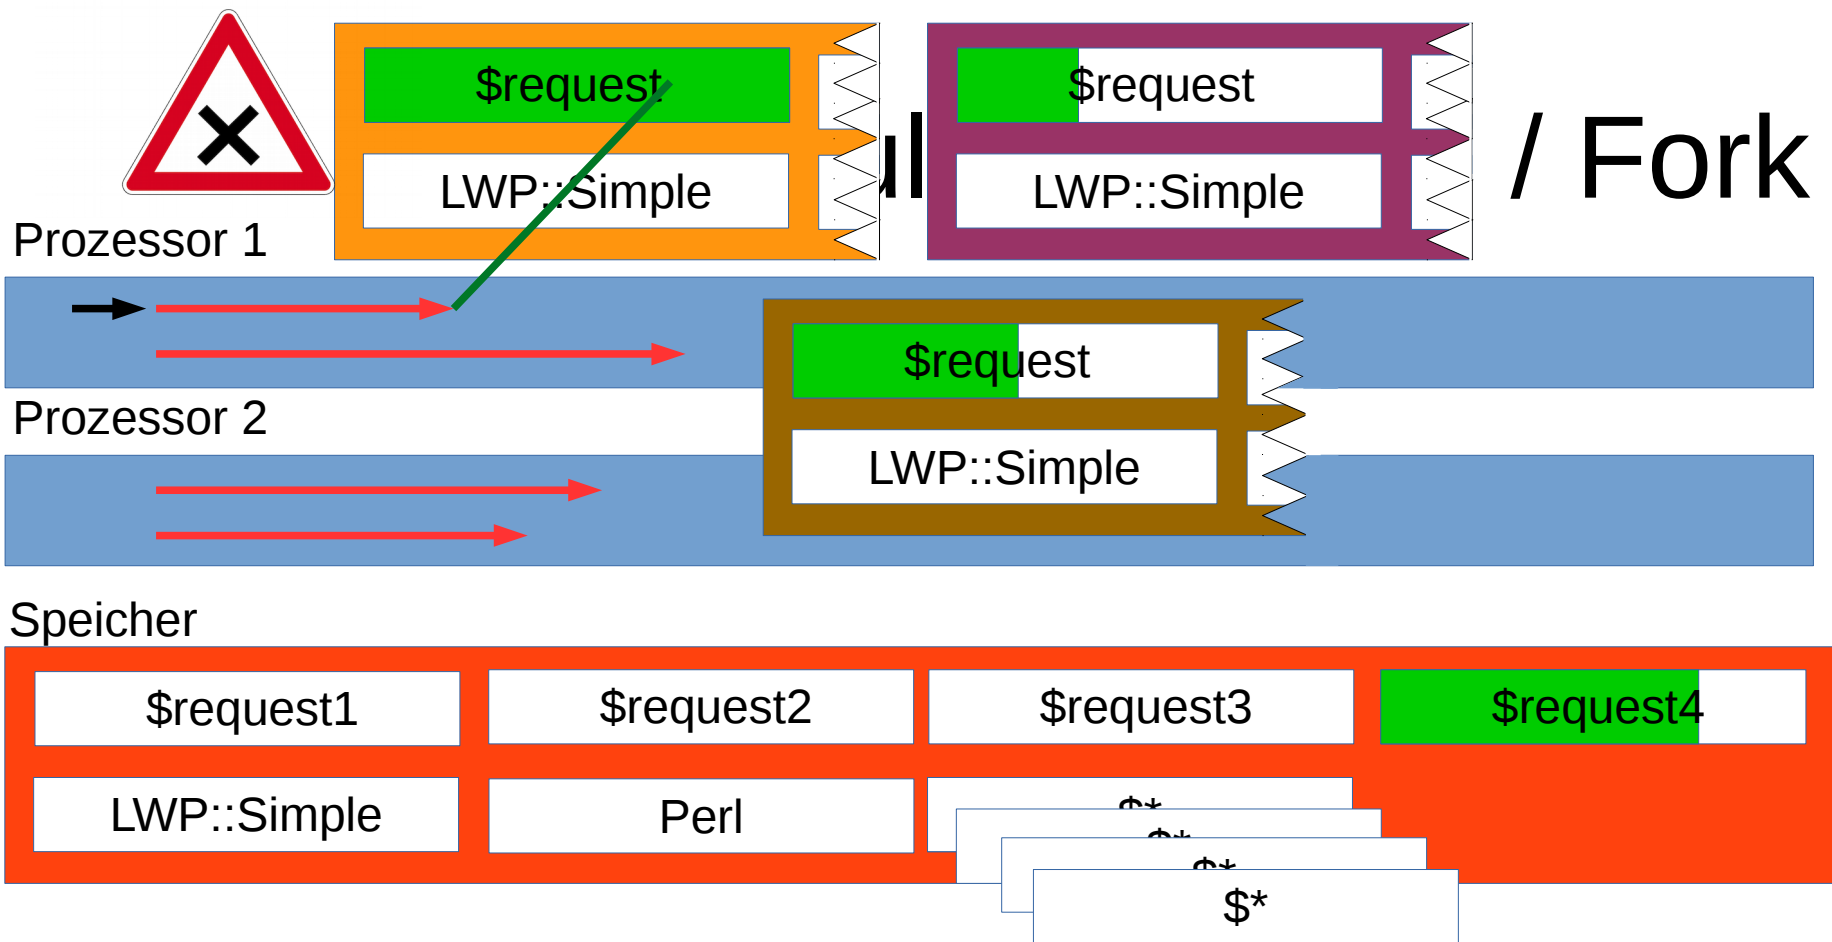 $request
LWP::Simple
$request
LWP::Simple
/ Fork
Prozessor 1
$request
LWP::Simple
Prozessor 2
Speicher
$request1
$request2
$request3
$request4
LWP::Simple
Perl
$*
$*
$*
$*